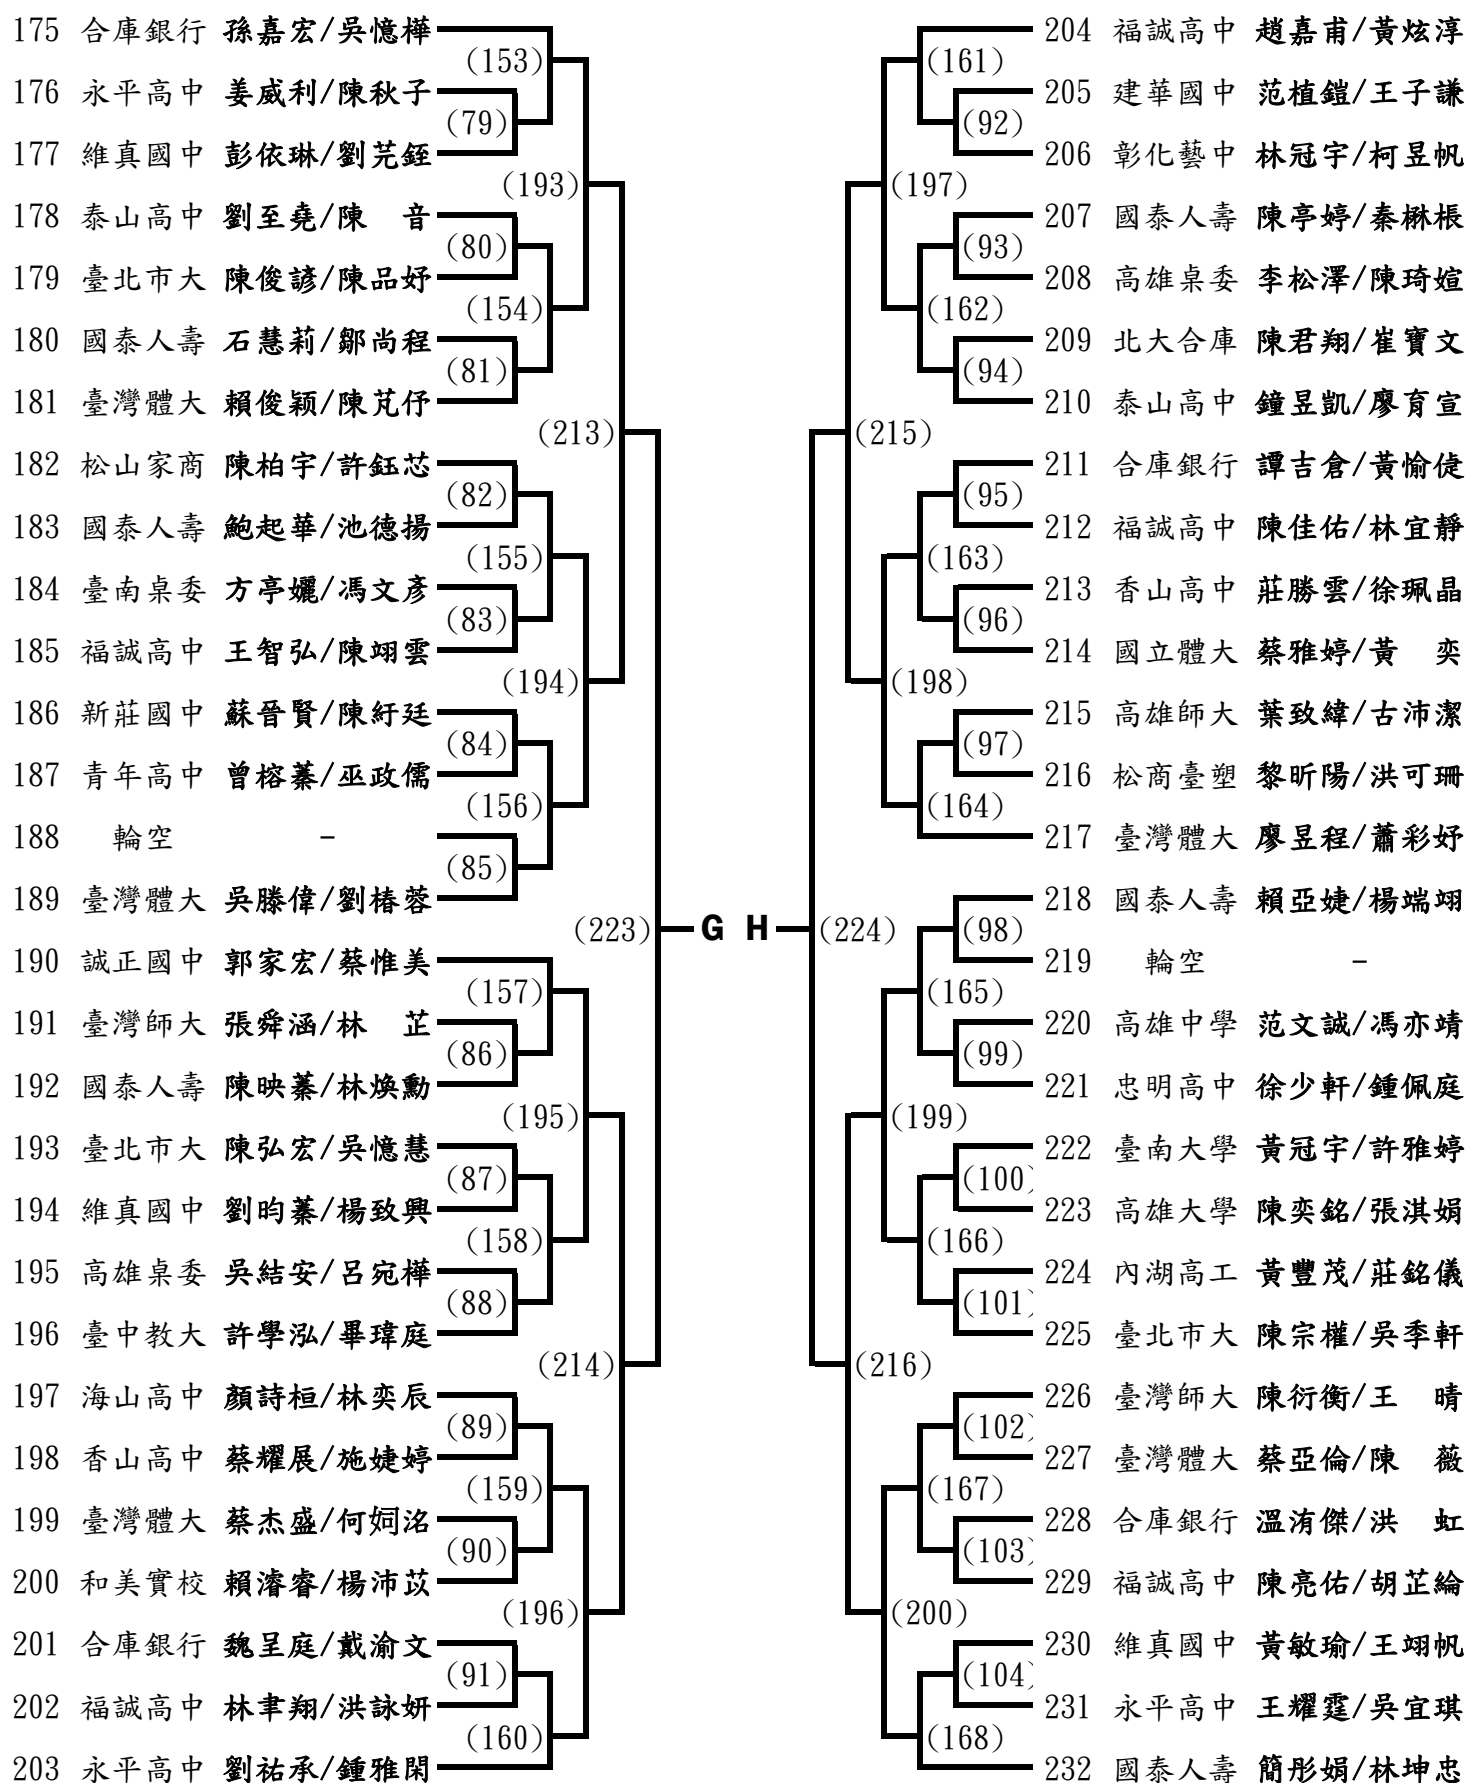 175 合庫銀行 孫嘉宏/吳憶樺
(153)
176 永平高中 姜威利/陳秋子
(79)
177 維真國中 彭依琳/劉芫銍
(193)
178 泰山高中 劉至堯/陳 音
(80)
179 臺北市大 陳俊諺/陳品妤
(154)
180 國泰人壽 石慧莉/鄒尚程
(81)
181 臺灣體大 賴俊穎/陳芃伃
(213)
182 松山家商 陳柏宇/許鈺芯
(82)
183 國泰人壽 鮑起華/池德揚
(155)
184 臺南桌委 方亭孋/馮文彥
(83)
185 福誠高中 王智弘/陳翊雲
(194)
186 新莊國中 蘇晉賢/陳紆廷
(84)
187 青年高中 曾榕蓁/巫政儒
(156)
188 輪空 -
(85)
189 臺灣體大 吳滕偉/劉椿蓉
(223) G
190 誠正國中 郭家宏/蔡惟美
(157)
191 臺灣師大 張舜涵/林 芷
(86)
192 國泰人壽 陳映蓁/林煥勳
(195)
193 臺北市大 陳弘宏/吳憶慧
(87)
194 維真國中 劉昀蓁/楊致興
(158)
195 高雄桌委 吳結安/呂宛樺
(88)
196 臺中教大 許學泓/畢瑋庭
(214)
197 海山高中 顏詩桓/林奕辰
(89)
198 香山高中 蔡耀展/施婕婷
(159)
199 臺灣體大 蔡杰盛/何姛洺
(90)
200 和美實校 賴濬睿/楊沛苡
(196)
201 合庫銀行 魏呈庭/戴渝文
(91)
202 福誠高中 林聿翔/洪詠妍
(160)
203 永平高中 劉祐承/鍾雅閑
204 福誠高中 趙嘉甫/黃炫淳
(161)
205 建華國中 范植鎧/王子謙
(92)
206 彰化藝中 林冠宇/柯昱帆
(197)
207 國泰人壽 陳亭婷/秦楙棖
(93)
208 高雄桌委 李松澤/陳琦媗
(162)
209 北大合庫 陳君翔/崔寶文
(94)
210 泰山高中 鐘昱凱/廖育宣
(215)
211 合庫銀行 譚吉倉/黃愉偼
(95)
212 福誠高中 陳佳佑/林宜靜
(163)
213 香山高中 莊勝雲/徐珮晶
(96)
214 國立體大 蔡雅婷/黃 奕
(198)
215 高雄師大 葉致緯/古沛潔
(97)
216 松商臺塑 黎昕陽/洪可珊
(164)
217 臺灣體大 廖昱程/蕭彩妤
218 國泰人壽 賴亞婕/楊端翊
H (224) (98)
219 輪空 -
(165)
220 高雄中學 范文誠/馮亦靖
(99)
221 忠明高中 徐少軒/鍾佩庭
(199)
222 臺南大學 黃冠宇/許雅婷
(100)
223 高雄大學 陳奕銘/張淇娟
(166)
224 內湖高工 黃豐茂/莊銘儀
(101)
225 臺北市大 陳宗權/吳季軒
(216)
226 臺灣師大 陳衍衡/王 晴
(102)
227 臺灣體大 蔡亞倫/陳 薇
(167)
228 合庫銀行 溫洧傑/洪 虹
(103)
229 福誠高中 陳亮佑/胡芷綸
(200)
230 維真國中 黃敏瑜/王翊帆
(104)
231 永平高中 王耀霆/吳宜琪
(168)
232 國泰人壽 簡彤娟/林坤忠